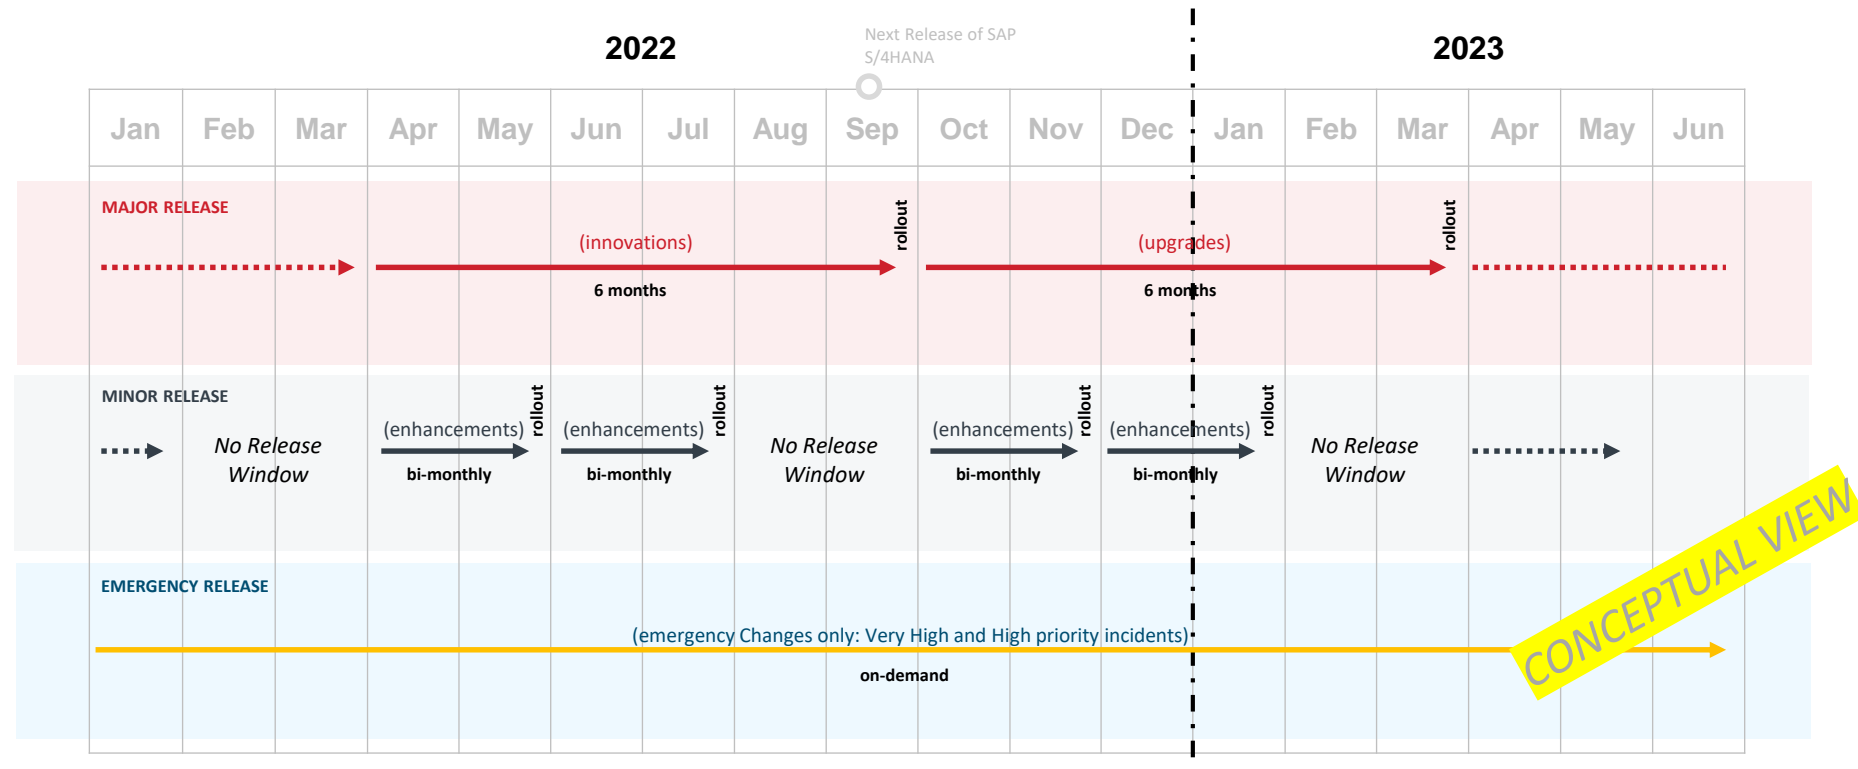 2022
Next Release of SAP
S/4HANA
2023
Jan Feb Mar Apr May Jun Jul Aug Sep Oct Nov Dec Jan Feb Mar Apr May Jun
MAJOR RELEASE
(innovations)
6 months
rollout
(upgrades)
6 months
rollout
MINOR RELEASE
No Release
Window
(enhancements)
bi-monthly
rollout
(enhancements)
bi-monthly
rollout
No Release
Window
(enhancements)
bi-monthly
rollout
(enhancements)
bi-monthly
rollout
No Release
Window
EMERGENCY RELEASE
(emergency Changes only: Very High and High priority incidents)
on-demand
CONCEPTUAL VIEW